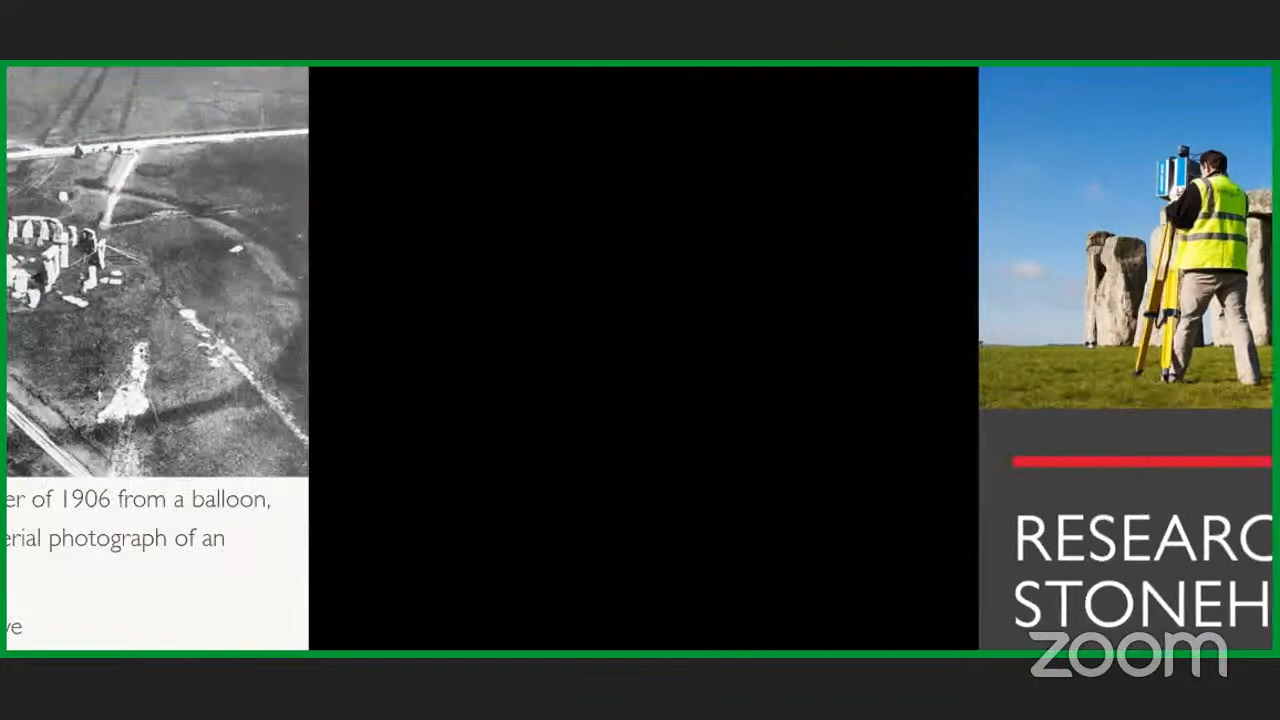 er of 1906 from a balloon,
erial photograph of an
ve
RESEARC
STONEH
zoom